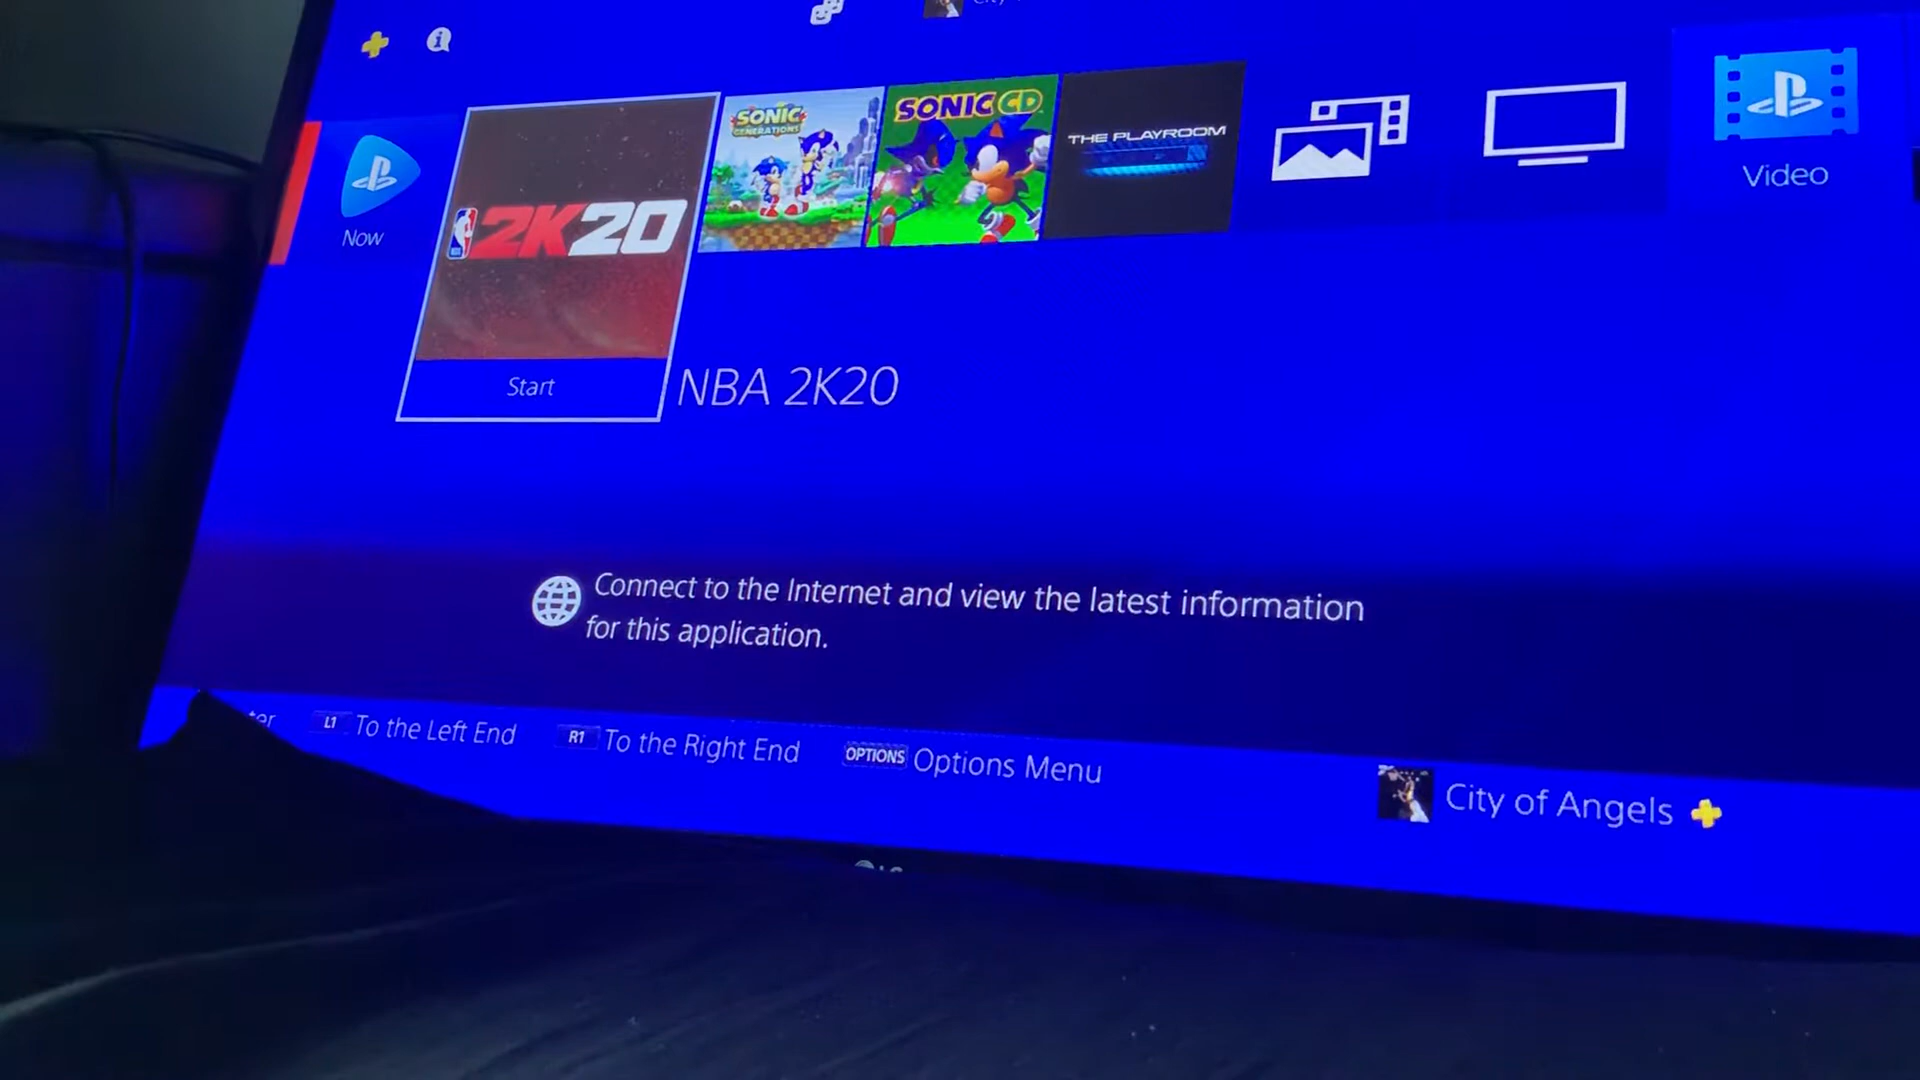 Now
NBA 2K20
SONIC
GENERATIONS
SONIC CD
THE PLAYROOM
Video
Start
NBA 2K20
Connect to the Internet and view the latest information
for this application.
L1 To the Left End R1 To the Right End OPTIONS Options Menu
City of Angels